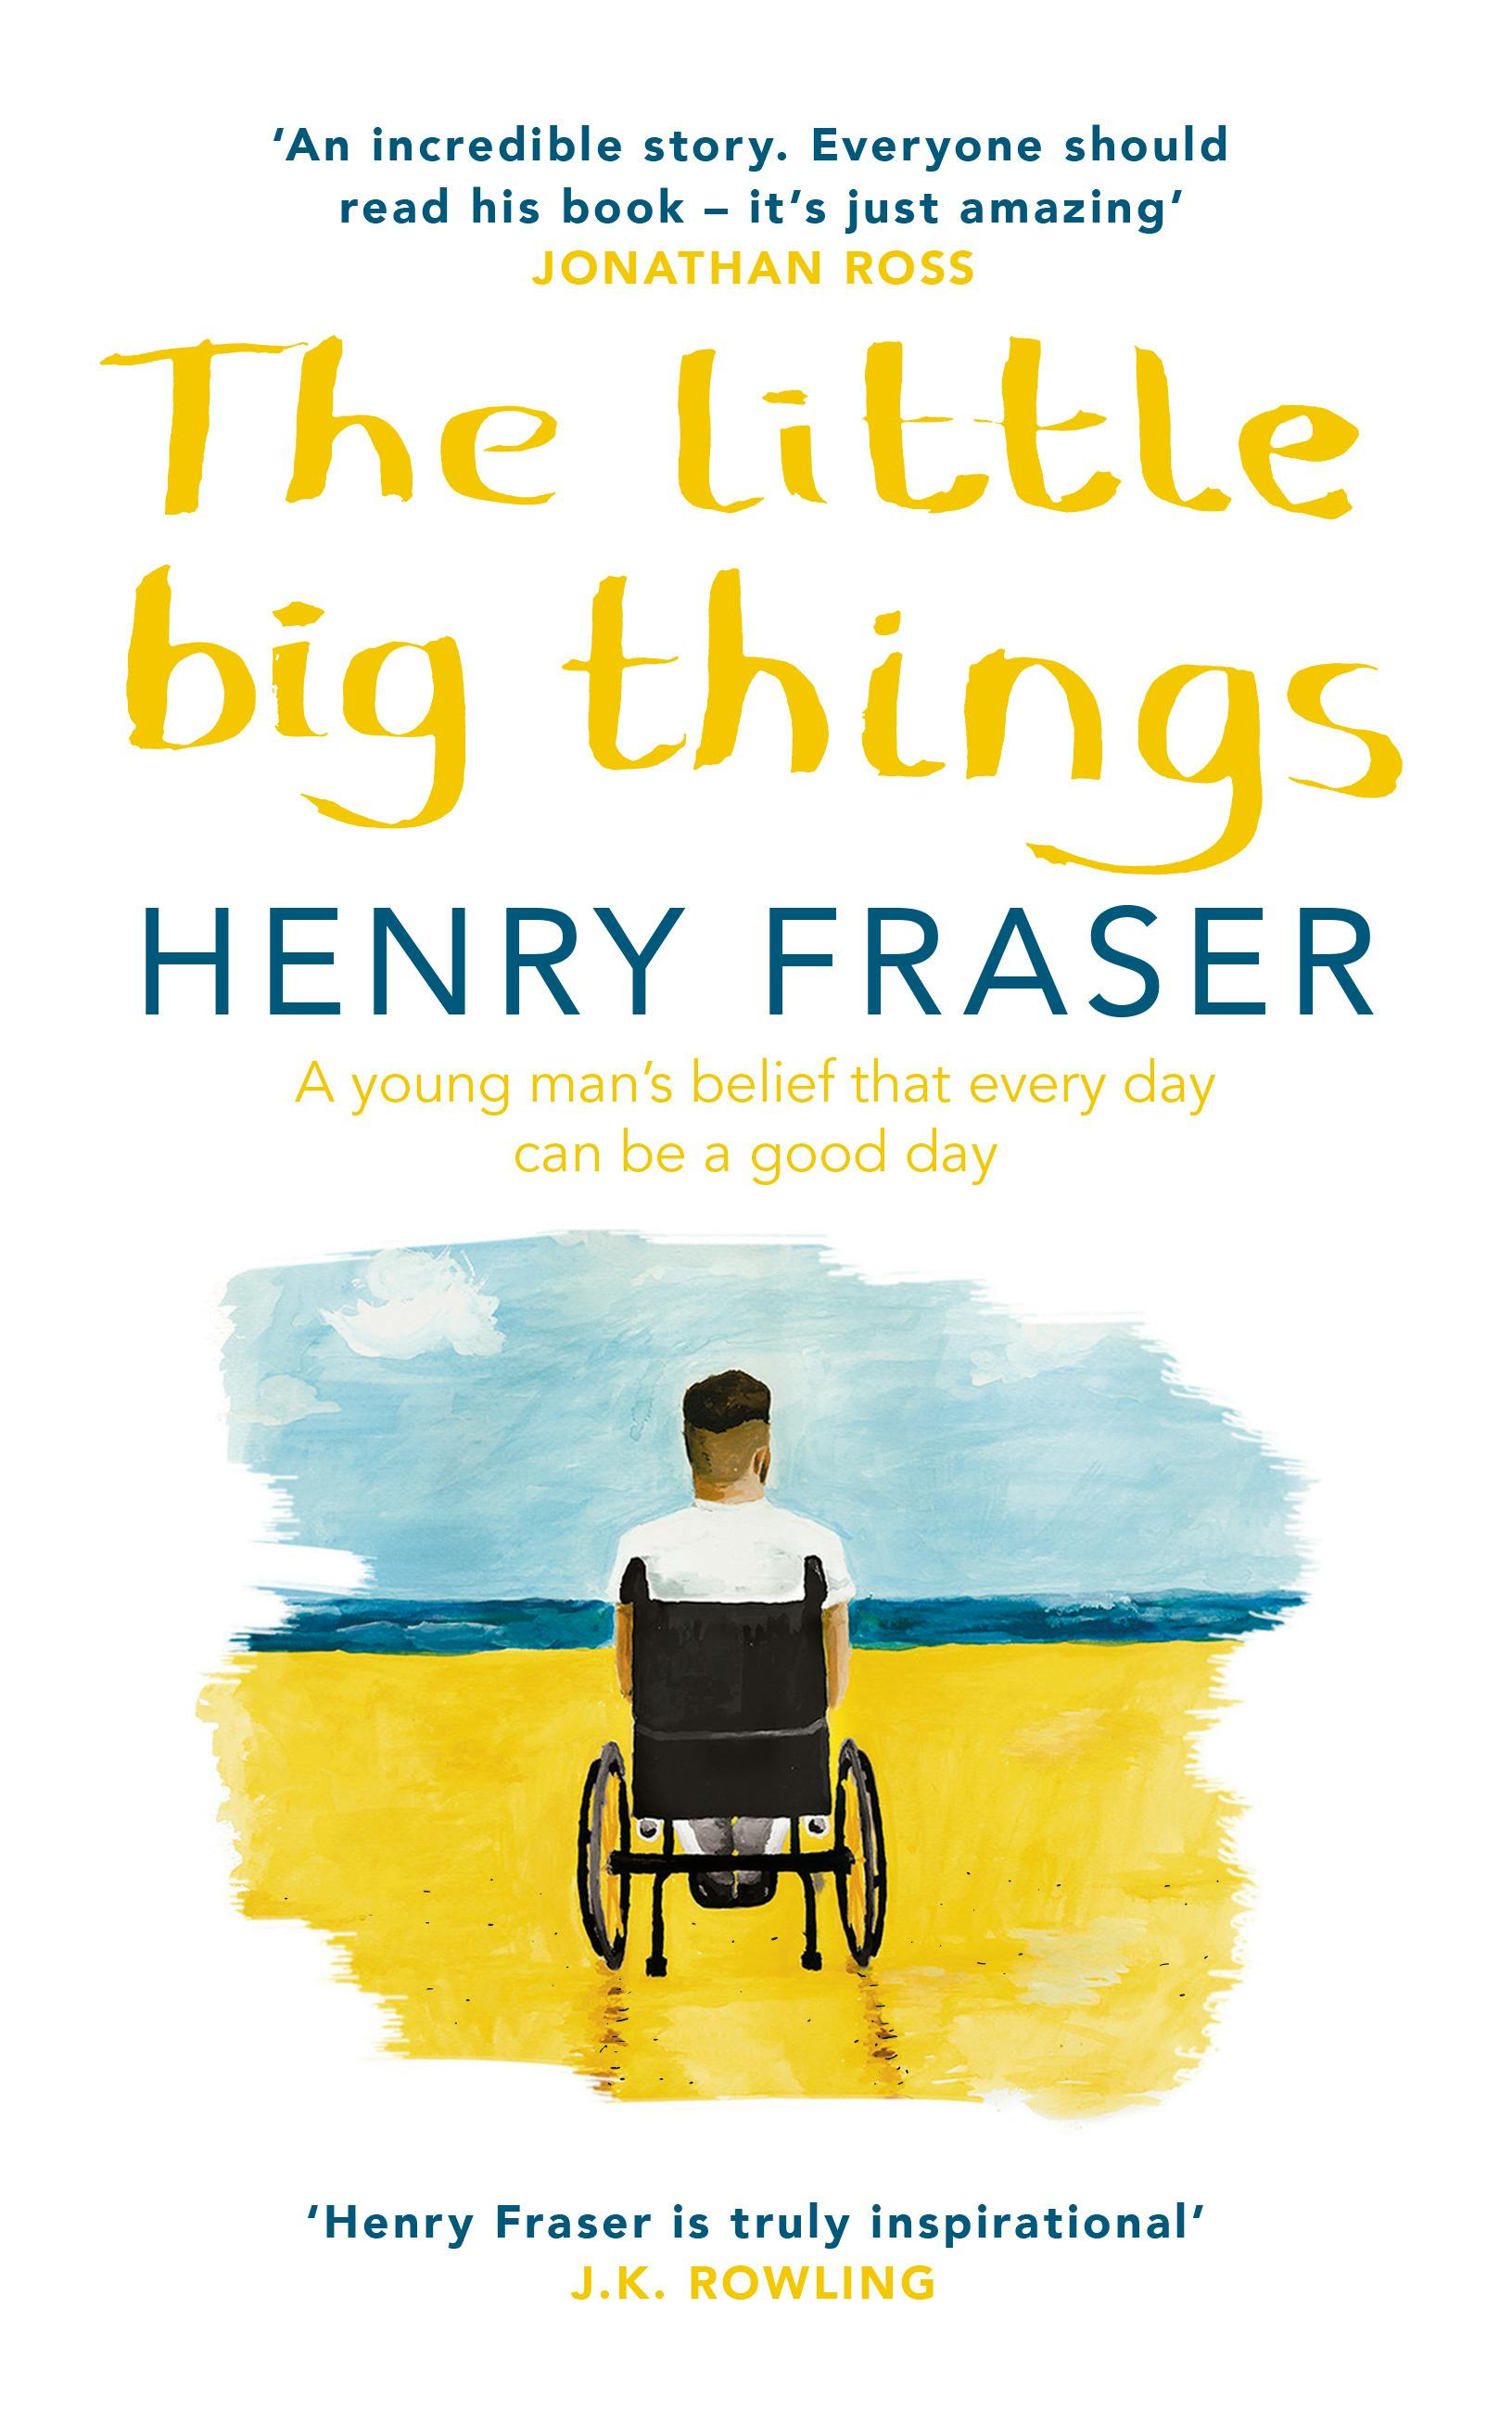 ‘An incredible story. Everyone should
read his book – it’s just amazing’
JONATHAN ROSS
The little
big things
HENRY FRASER
A young man’s belief that every day
can be a good day
‘Henry Fraser is truly inspirational’
J.K. ROWLING